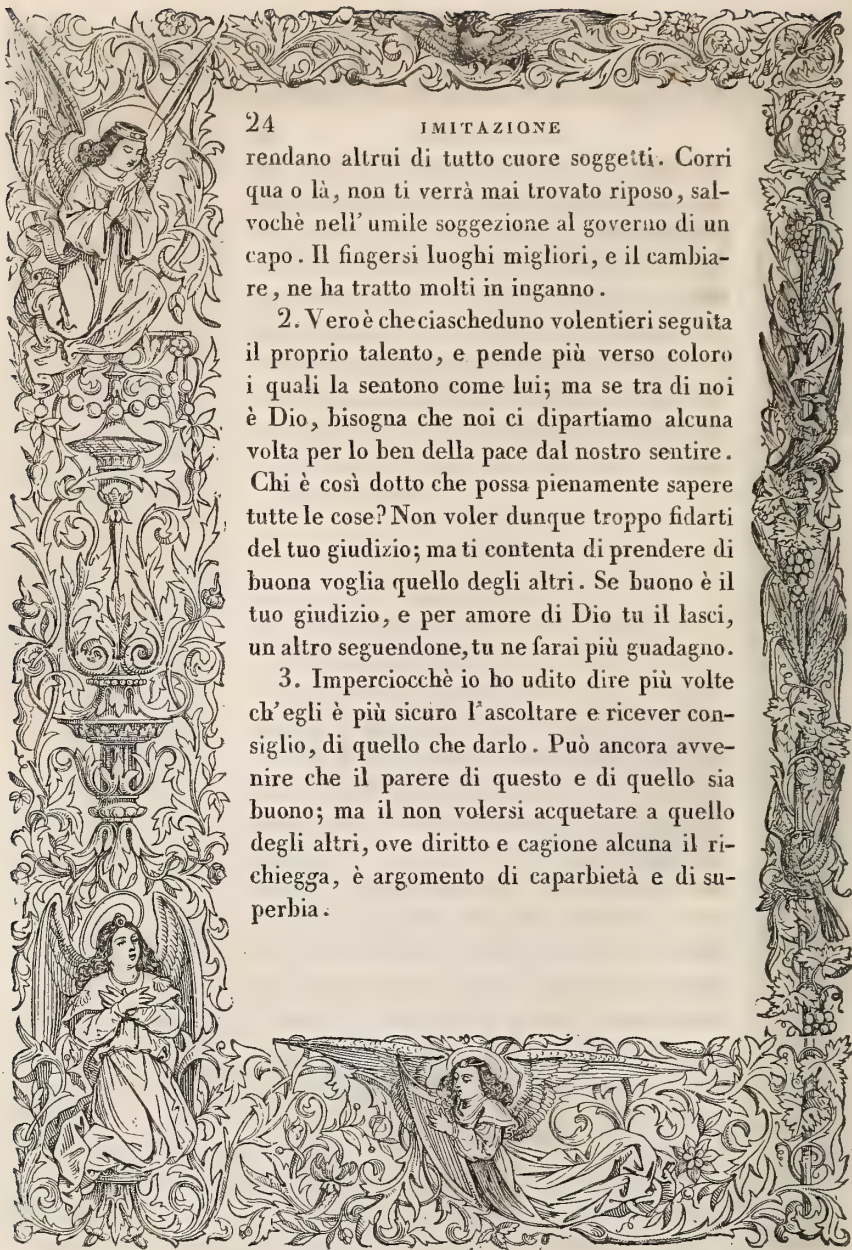 24 IMITAZIONE
rendano altrui di tutto cuore soggetti. Corri
qua o là, non ti verrà mai trovato riposo, sal-
vochè nell' umile soggezione al governo di un
capo. Il fingersi luoghi migliori, e il cambia-
re, ne ha tratto molti in inganno.
2. Vero è che ciascheduno volentieri seguita
il proprio talento, e pende più verso coloro
i quali la sentono come lui; ma se tra di noi
è Dio, bisogna che noi ci dipartiamo alcuna
volta per lo ben della pace dal nostro sentire.
Chi è così dotto che possa pienamente sapere
tutte le cose? Non voler dunque troppo fidarti
del tuo giudizio; ma ti contenta di prendere di
buona voglia quello degli altri. Se buono è il
tuo giudizio, e per amore di Dio tu il lasci,
un altro seguendone, tu ne farai più guadagno.
3. Imperciocchè io ho udito dire più volte
ch' egli è più sicuro l'ascoltare e ricever con-
siglio, di quello che darlo. Può ancora avve-
nire che il parere di questo e di quello sia
buono; ma il non volersi acquetare a quello
degli altri, ove diritto e cagione alcuna il ri-
chiegga, è argomento di caparbietà e di su-
perbia.